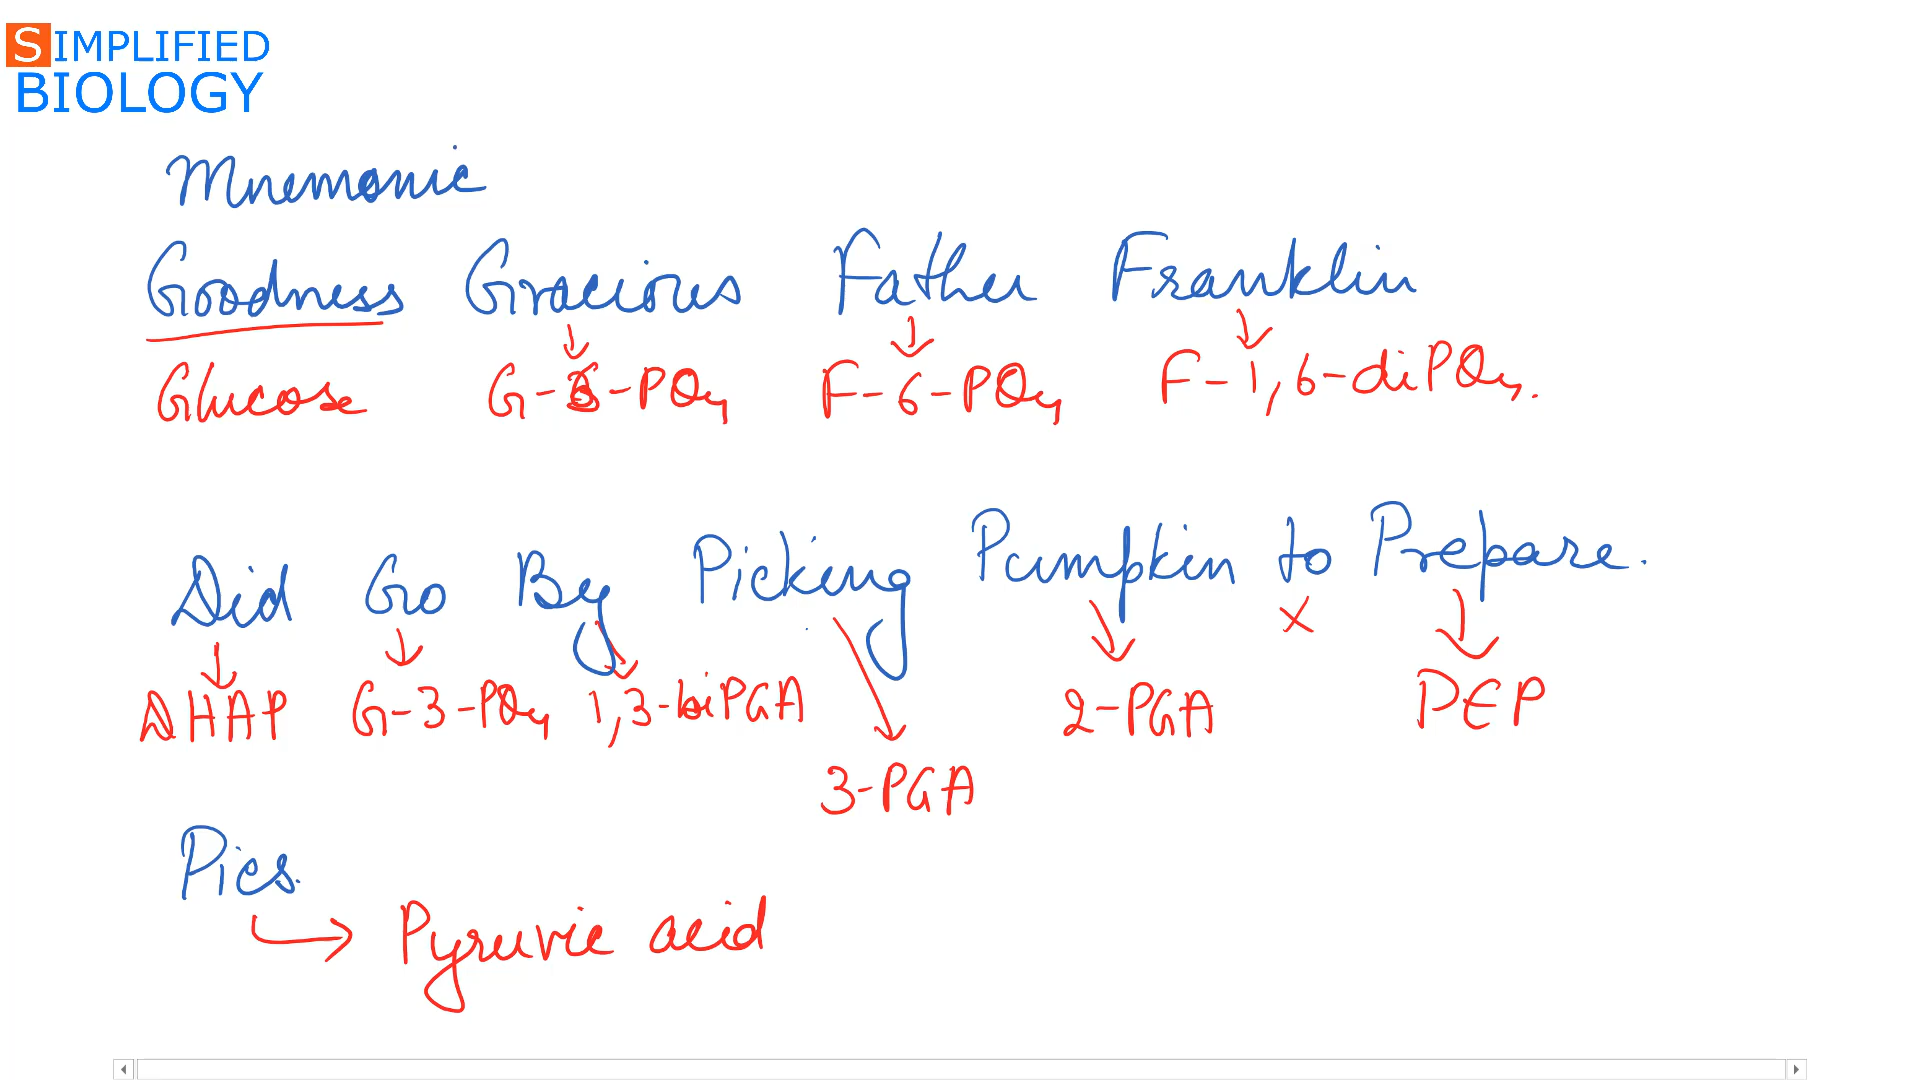 SIMPLIFIED
BIOLOGY
Mnemonic
Goodness Gracious Father Franklin
Glucose G-6-PO4 F-6-PO4 F-1,6-diPO4.
Did Go By Picking Pumpkin to Prepare.
x
DHAP G-3-PO4 1,3-biPGA 2-PGA PEP
3-PGA
Pies.
Pyruvic acid